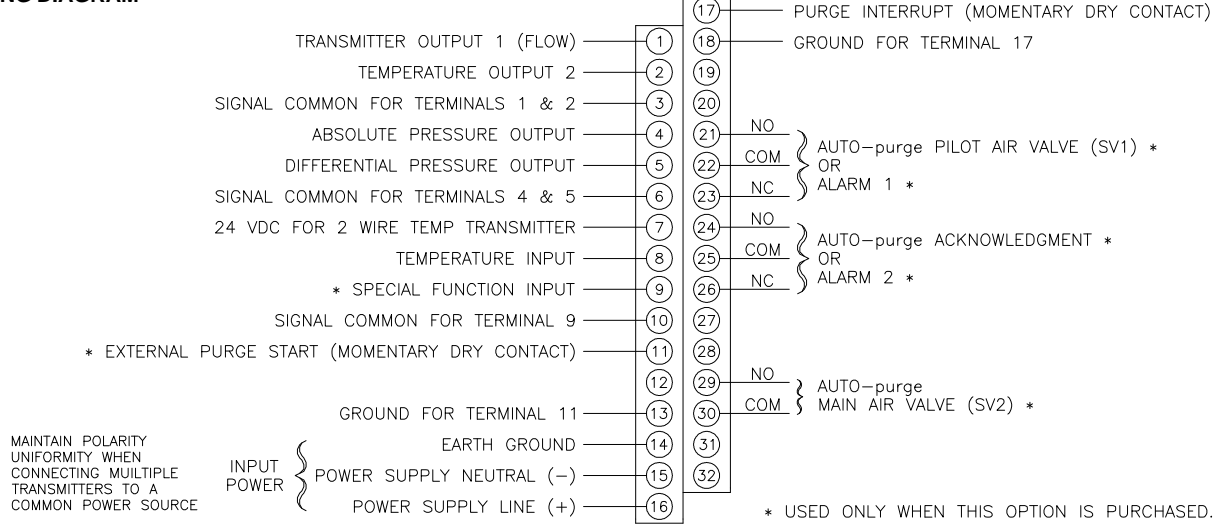 TRANSMITTER OUTPUT 1 (FLOW) 1
TEMPERATURE OUTPUT 2 2
SIGNAL COMMON FOR TERMINALS 1 & 2 3
ABSOLUTE PRESSURE OUTPUT 4
DIFFERENTIAL PRESSURE OUTPUT 5
SIGNAL COMMON FOR TERMINALS 4 & 5 6
24 VDC FOR 2 WIRE TEMP TRANSMITTER 7
TEMPERATURE INPUT 8
* SPECIAL FUNCTION INPUT 9
SIGNAL COMMON FOR TERMINAL 9 10
* EXTERNAL PURGE START (MOMENTARY DRY CONTACT) 11
12
GROUND FOR TERMINAL 11 13
EARTH GROUND 14
POWER SUPPLY NEUTRAL (−) 15
POWER SUPPLY LINE (+) 16
INPUT
POWER
MAINTAIN POLARITY
UNIFORMITY WHEN
CONNECTING MUILTIPLE
TRANSMITTERS TO A
COMMON POWER SOURCE
17 PURGE INTERRUPT (MOMENTARY DRY CONTACT)
18 GROUND FOR TERMINAL 17
19
20
21 NO
22 COM
23 NC
AUTO−purge PILOT AIR VALVE (SV1) *
OR
ALARM 1 *
24 NO
25 COM
26 NC
AUTO−purge ACKNOWLEDGMENT *
OR
ALARM 2 *
27
28
29 NO
30 COM
AUTO−purge
MAIN AIR VALVE (SV2) *
31
32
* USED ONLY WHEN THIS OPTION IS PURCHASED.